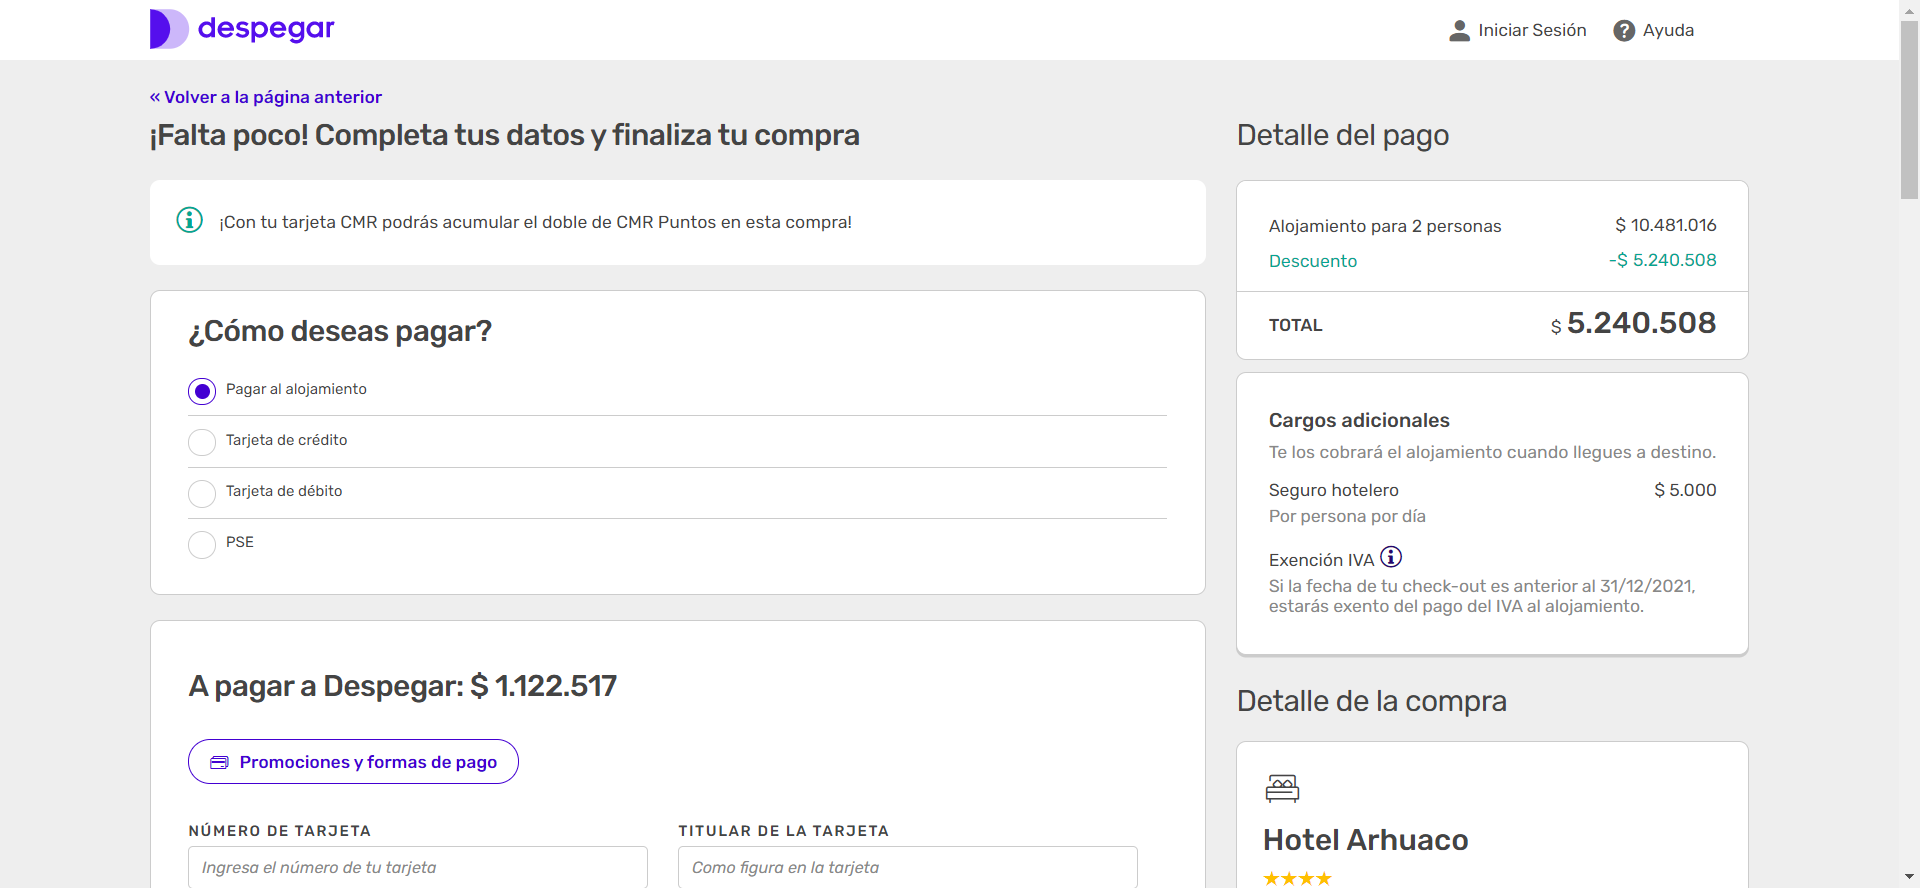 despegar
Iniciar Sesión
Ayuda
« Volver a la página anterior
¡Falta poco! Completa tus datos y finaliza tu compra
¡Con tu tarjeta CMR podrás acumular el doble de CMR Puntos en esta compra!
¿Cómo deseas pagar?
Pagar al alojamiento
Tarjeta de crédito
Tarjeta de débito
PSE
A pagar a Despegar: $ 1.122.517
Promociones y formas de pago
NÚMERO DE TARJETA
Ingresa el número de tu tarjeta
TITULAR DE LA TARJETA
Como figura en la tarjeta
Detalle del pago
Alojamiento para 2 personas $ 10.481.016
Descuento -$ 5.240.508
TOTAL $ 5.240.508
Cargos adicionales
Te los cobrará el alojamiento cuando llegues a destino.
Seguro hotelero $ 5.000
Por persona por día
Exención IVA
Si la fecha de tu check-out es anterior al 31/12/2021,
estarás exento del pago del IVA al alojamiento.
Detalle de la compra
Hotel Arhuaco